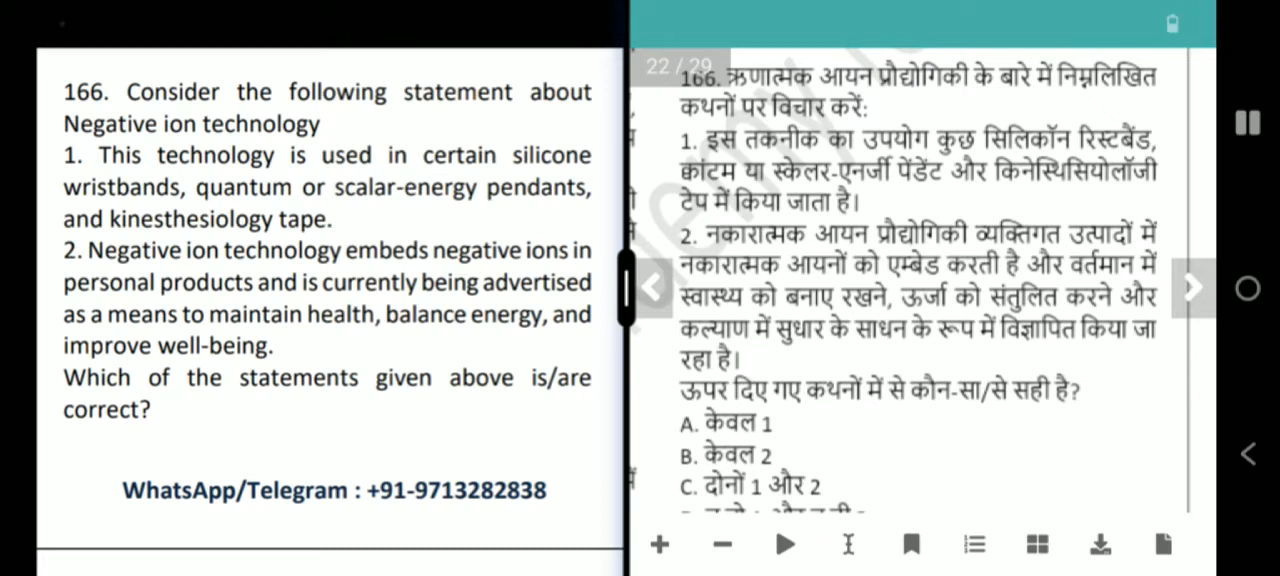 166. Consider the following statement about
Negative ion technology
1. This technology is used in certain silicone
wristbands, quantum or scalar-energy pendants,
and kinesthesiology tape.
2. Negative ion technology embeds negative ions in
personal products and is currently being advertised
as a means to maintain health, balance energy, and
improve well-being.
Which of the statements given above is/are
correct?
WhatsApp/Telegram : +91-9713282838
22 / 29
166. ऋणात्मक आयन प्रौद्योगिकी के बारे में निम्नलिखित
कथनों पर विचार करें:
1. इस तकनीक का उपयोग कुछ सिलिकॉन रिस्टबैंड,
क्वांटम या स्केलर-एनर्जी पेंडेंट और किनेस्थिसियोलॉजी
टेप में किया जाता है।
2. नकारात्मक आयन प्रौद्योगिकी व्यक्तिगत उत्पादों में
नकारात्मक आयनों को एम्बेड करती है और वर्तमान में
स्वास्थ्य को बनाए रखने, ऊर्जा को संतुलित करने और
कल्याण में सुधार के साधन के रूप में विज्ञापित किया जा
रहा है।
ऊपर दिए गए कथनों में से कौन-सा/से सही है?
A. केवल 1
B. केवल 2
C. दोनों 1 और 2